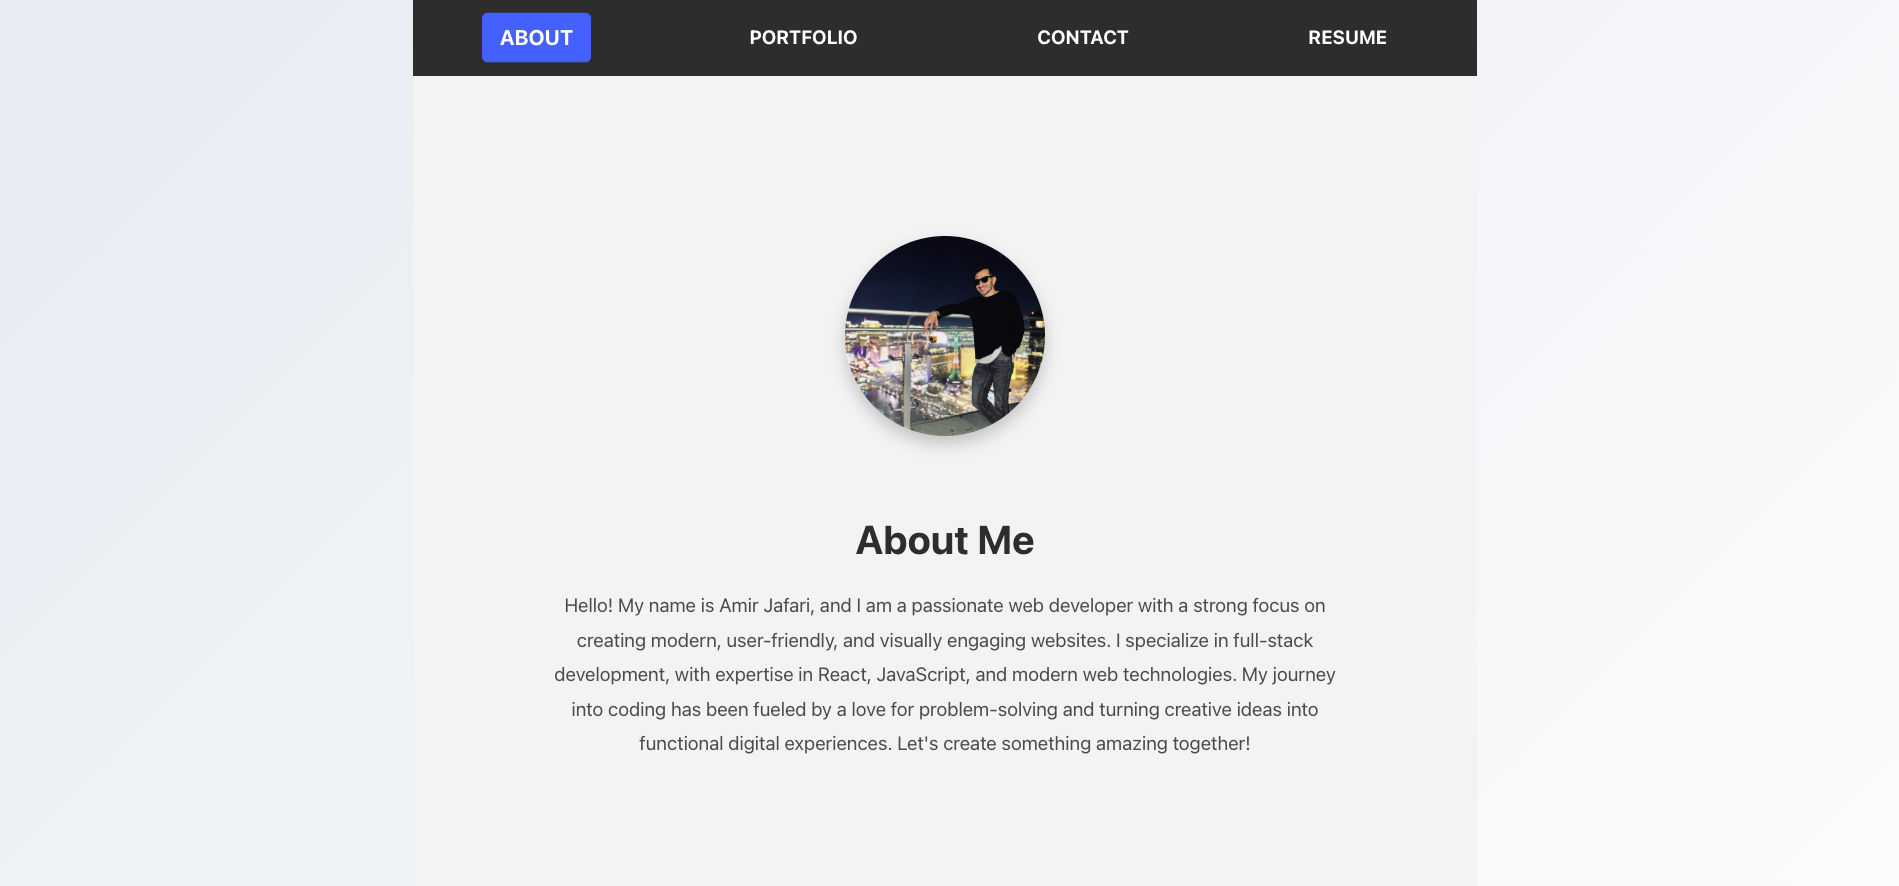 ABOUT
PORTFOLIO
CONTACT
RESUME
About Me
Hello! My name is Amir Jafari, and I am a passionate web developer with a strong focus on
creating modern, user-friendly, and visually engaging websites. I specialize in full-stack
development, with expertise in React, JavaScript, and modern web technologies. My journey
into coding has been fueled by a love for problem-solving and turning creative ideas into
functional digital experiences. Let's create something amazing together!